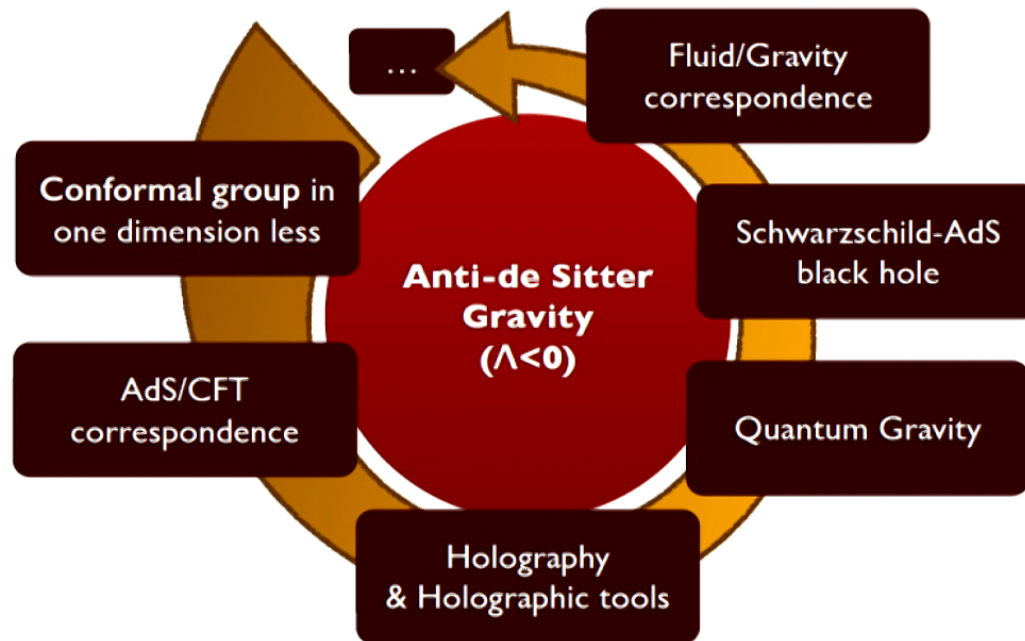 ...
Fluid/Gravity
correspondence
Conformal group in
one dimension less
Schwarzschild-AdS
black hole
Anti-de Sitter
Gravity
(Λ<0)
AdS/CFT
correspondence
Quantum Gravity
Holography
& Holographic tools